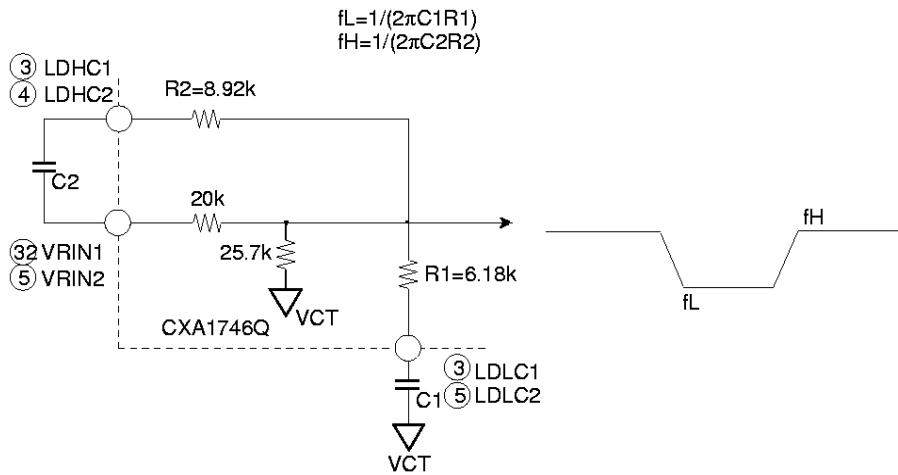 fL=1/(2πC1R1)
fH=1/(2πC2R2)
3 LDHC1
4 LDHC2
R2=8.92k
C2
20k
25.7k
32 VRIN1
5 VRIN2
VCT
R1=6.18k
CXA1746Q
3 LDLC1
5 LDLC2
C1
VCT
fH
fL